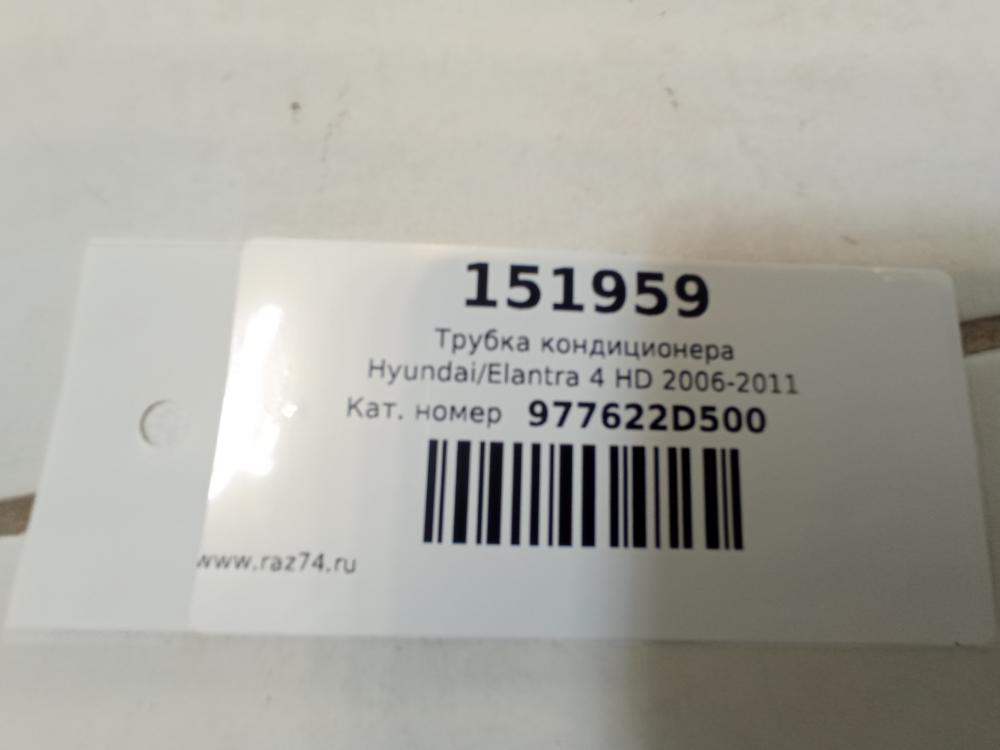 151959
Трубка кондиционера
Hyundai/Elantra 4 HD 2006-2011
Кат. номер 977622D500
www.raz74.ru